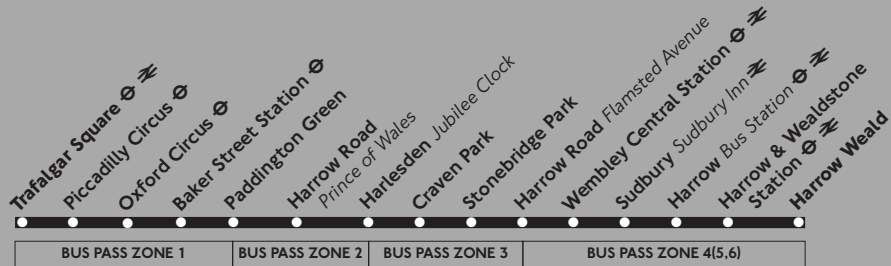 Trafalgar Square
Piccadilly Circus
Oxford Circus
Baker Street Station
Paddington Green
Harrow Road
Prince of Wales
Harlesden Jubilee Clock
Craven Park
Stonebridge Park
Harrow Road Flamsted Avenue
Wembley Central Station
Sudbury Sudbury Inn
Harrow Bus Station
Harrow & Wealdstone
Station
Harrow Weald
BUS PASS ZONE 1
BUS PASS ZONE 2
BUS PASS ZONE 3
BUS PASS ZONE 4(5,6)